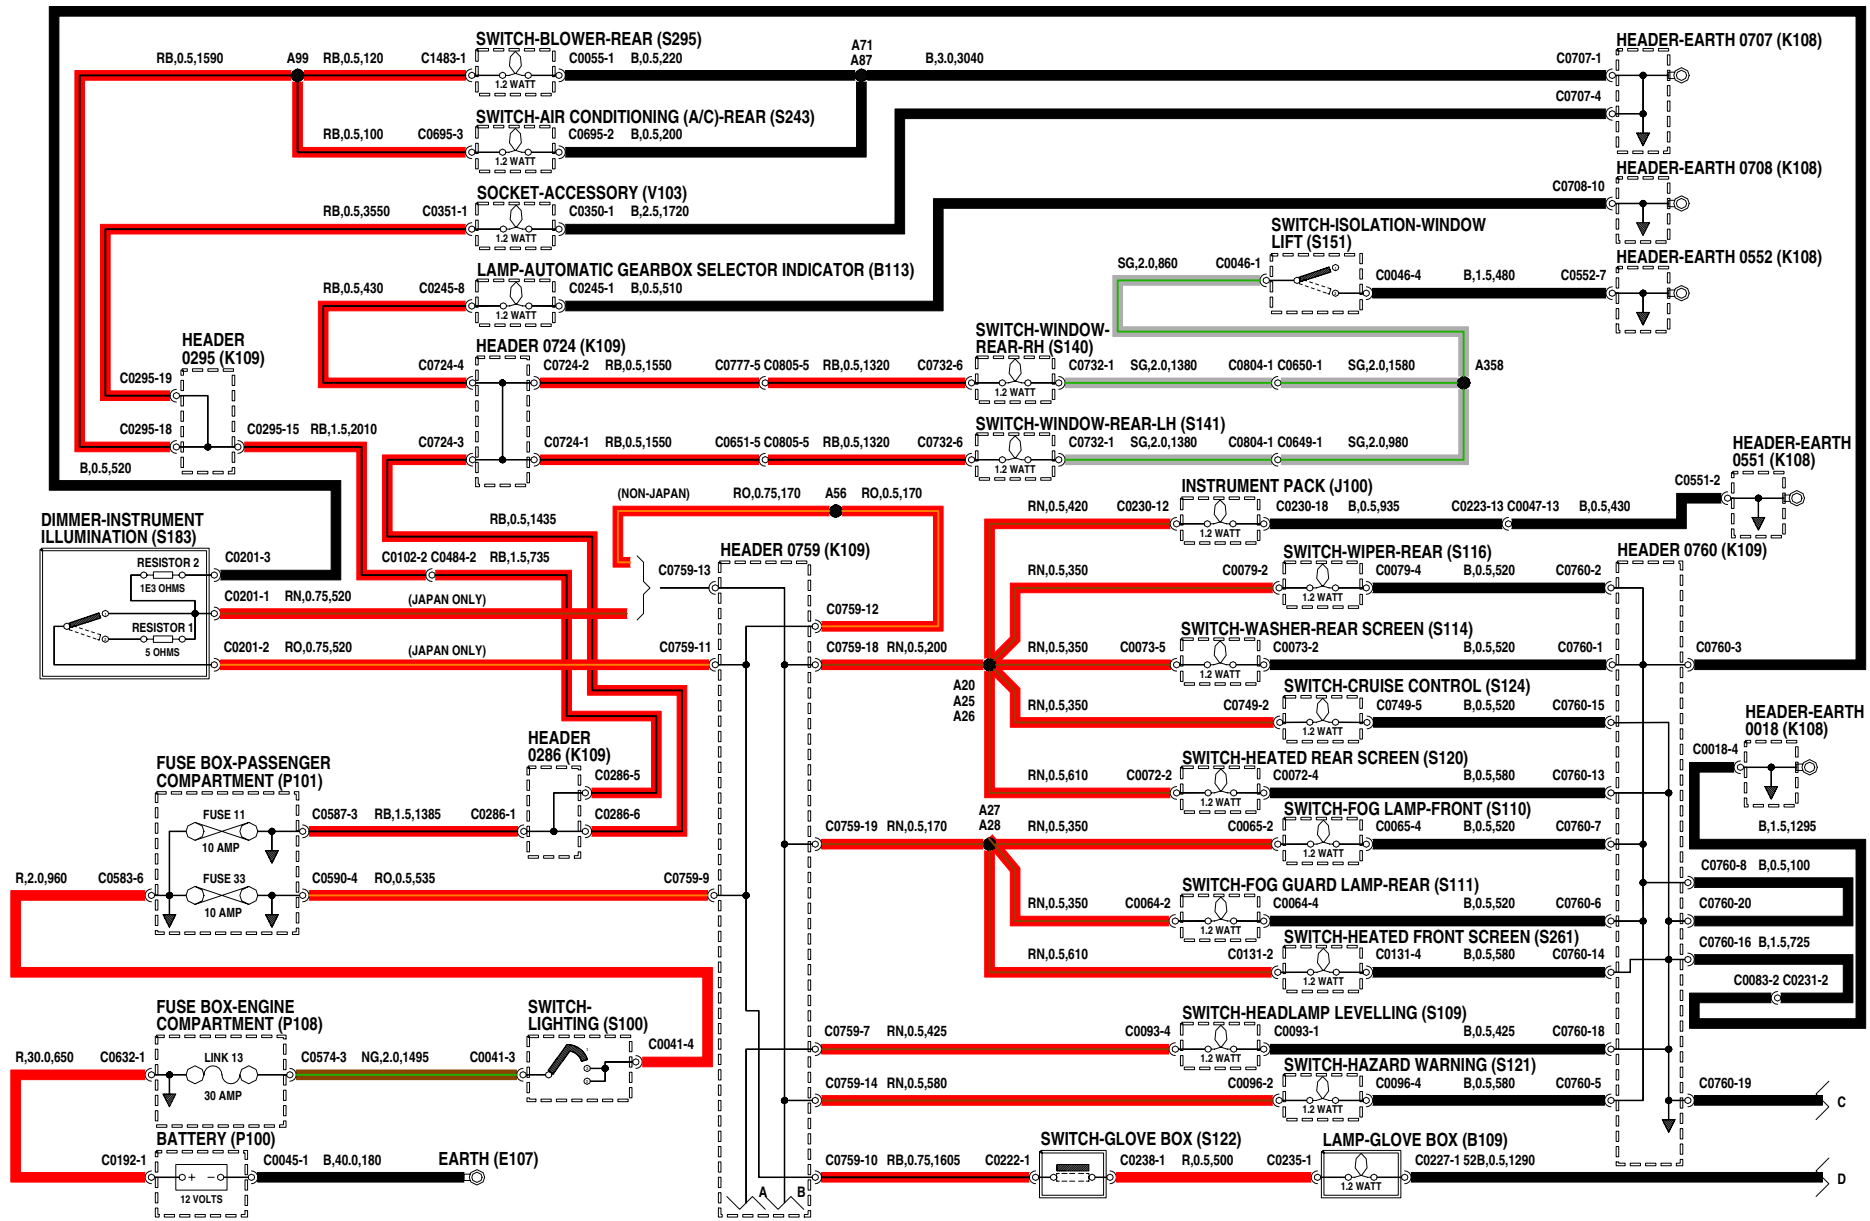 SWITCH-BLOWER-REAR (S295)
RB,0.5,1590
A99
RB,0.5,120
C1483-1
C0055-1
B,0.5,220
1.2 WATT
A71
A87
B,3.0,3040
C0707-1
HEADER-EARTH 0707 (K108)
C0707-4
SWITCH-AIR CONDITIONING (A/C)-REAR (S243)
RB,0.5,100
C0695-3
C0695-2
B,0.5,200
1.2 WATT
HEADER-EARTH 0708 (K108)
C0708-10
SOCKET-ACCESSORY (V103)
RB,0.5,3550
C0351-1
C0350-1
B,2.5,1720
1.2 WATT
SWITCH-ISOLATION-WINDOW
LIFT (S151)
SG,2.0,860
C0046-1
C0046-4
B,1.5,480
C0552-7
HEADER-EARTH 0552 (K108)
LAMP-AUTOMATIC GEARBOX SELECTOR INDICATOR (B113)
RB,0.5,430
C0245-8
C0245-1
B,0.5,510
1.2 WATT
HEADER
0295 (K109)
C0295-19
C0295-18
C0295-15
RB,1.5,2010
B,0.5,520
HEADER 0724 (K109)
C0724-4
C0724-2
RB,0.5,1550
C0777-5
C0805-5
RB,0.5,1320
C0732-6
SWITCH-WINDOW-
REAR-RH (S140)
1.2 WATT
C0732-1
SG,2.0,1380
C0804-1
C0650-1
SG,2.0,1580
A358
C0724-3
C0724-1
RB,0.5,1550
C0651-5
C0805-5
RB,0.5,1320
C0732-6
SWITCH-WINDOW-REAR-LH (S141)
1.2 WATT
C0732-1
SG,2.0,1380
C0804-1
C0649-1
SG,2.0,980
HEADER-EARTH
0551 (K108)
C0551-2
(NON-JAPAN)
RO,0.75,170
A56
RO,0.5,170
RB,0.5,1435
INSTRUMENT PACK (J100)
RN,0.5,420
C0230-12
C0230-18
B,0.5,935
C0223-13
C0047-13
B,0.5,430
1.2 WATT
DIMMER-INSTRUMENT
ILLUMINATION (S183)
RESISTOR 2
1E3 OHMS
RESISTOR 1
5 OHMS
C0201-3
C0102-2
C0484-2
RB,1.5,735
C0201-1
RN,0.75,520
(JAPAN ONLY)
C0201-2
RO,0.75,520
(JAPAN ONLY)
C0759-11
C0759-13
HEADER 0759 (K109)
C0759-12
C0759-18
RN,0.5,200
A20
A25
A26
SWITCH-WIPER-REAR (S116)
RN,0.5,350
C0079-2
C0079-4
B,0.5,520
C0760-2
1.2 WATT
HEADER 0760 (K109)
SWITCH-WASHER-REAR SCREEN (S114)
RN,0.5,350
C0073-5
C0073-2
B,0.5,520
C0760-1
C0760-3
1.2 WATT
SWITCH-CRUISE CONTROL (S124)
RN,0.5,350
C0749-2
C0749-5
B,0.5,520
C0760-15
1.2 WATT
HEADER-EARTH
0018 (K108)
C0018-4
B,1.5,1295
SWITCH-HEATED REAR SCREEN (S120)
RN,0.5,610
C0072-2
C0072-4
B,0.5,580
C0760-13
1.2 WATT
HEADER
0286 (K109)
C0286-5
C0286-1
C0286-6
FUSE BOX-PASSENGER
COMPARTMENT (P101)
FUSE 11
10 AMP
C0587-3
RB,1.5,1385
FUSE 33
10 AMP
R,2.0,960
C0583-6
C0590-4
RO,0.5,535
C0759-9
C0759-19
RN,0.5,170
A27
A28
SWITCH-FOG LAMP-FRONT (S110)
RN,0.5,350
C0065-2
C0065-4
B,0.5,520
C0760-7
1.2 WATT
C0760-8
B,0.5,100
SWITCH-FOG GUARD LAMP-REAR (S111)
RN,0.5,350
C0064-2
C0064-4
B,0.5,520
C0760-6
C0760-20
1.2 WATT
SWITCH-HEATED FRONT SCREEN (S261)
RN,0.5,610
C0131-2
C0131-4
B,0.5,580
C0760-14
C0760-16
B,1.5,725
1.2 WATT
C0083-2
C0231-2
FUSE BOX-ENGINE
COMPARTMENT (P108)
LINK 13
30 AMP
R,30.0,650
C0632-1
C0574-3
NG,2.0,1495
C0041-3
SWITCH-
LIGHTING (S100)
C0041-4
SWITCH-HEADLAMP LEVELLING (S109)
C0759-7
RN,0.5,425
C0093-4
C0093-1
B,0.5,425
C0760-18
1.2 WATT
SWITCH-HAZARD WARNING (S121)
C0759-14
RN,0.5,580
C0096-2
C0096-4
B,0.5,580
C0760-5
C0760-19
1.2 WATT
C
BATTERY (P100)
12 VOLTS
C0192-1
C0045-1
B,40.0,180
EARTH (E107)
A
B
SWITCH-GLOVE BOX (S122)
C0759-10
RB,0.75,1605
C0222-1
C0238-1
R,0.5,500
C0235-1
LAMP-GLOVE BOX (B109)
1.2 WATT
C0227-1
52B,0.5,1290
D